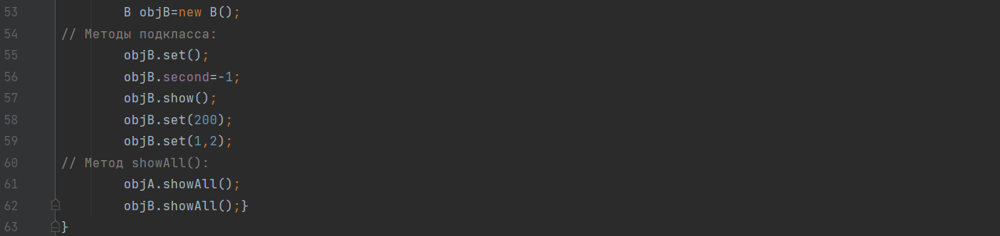 53 B objB=new B();
54 // Методы подкласса:
55 objB.set();
56 objB.second=-1;
57 objB.show();
58 objB.set(200);
59 objB.set(1,2);
60 // Метод showAll():
61 objA.showAll();
62 objB.showAll();}
63 }